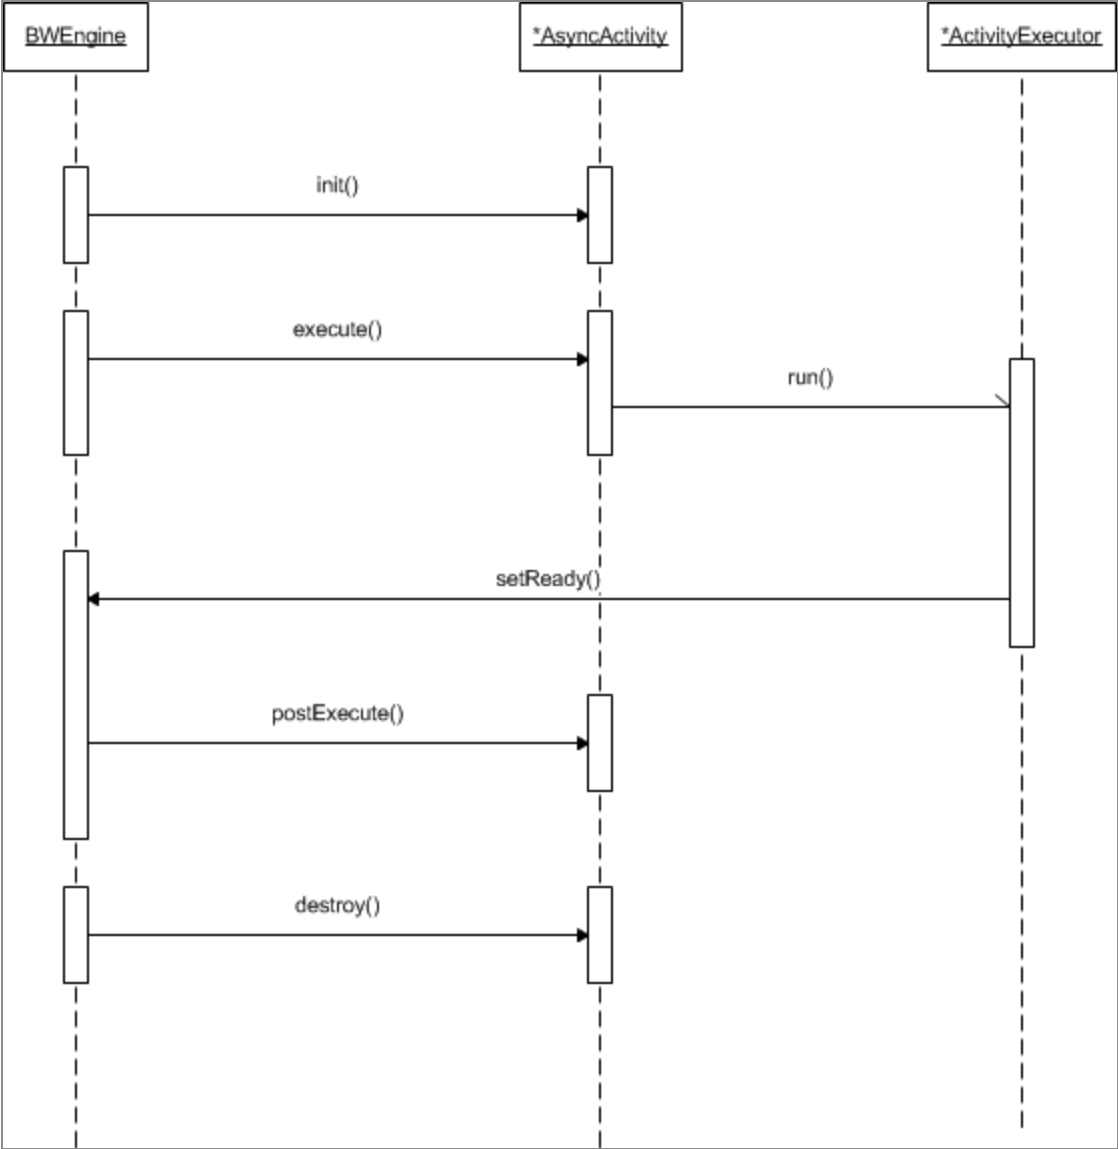 BWEngine
*AsyncActivity
*ActivityExecutor
init()
execute()
run()
setReady()
postExecute()
destroy()